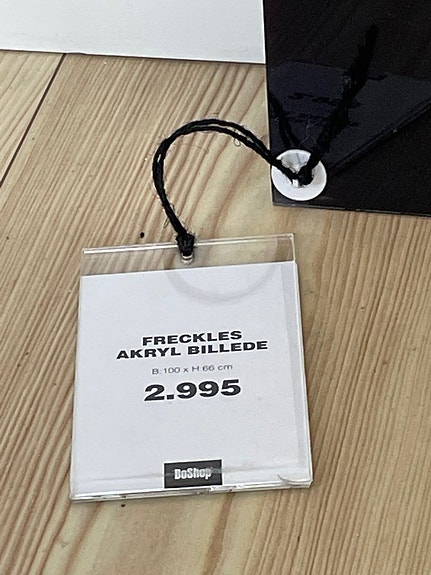 FRECKLES
AKRYL BILLEDE
B: 100 x H 66 cm
2.995
BoShop